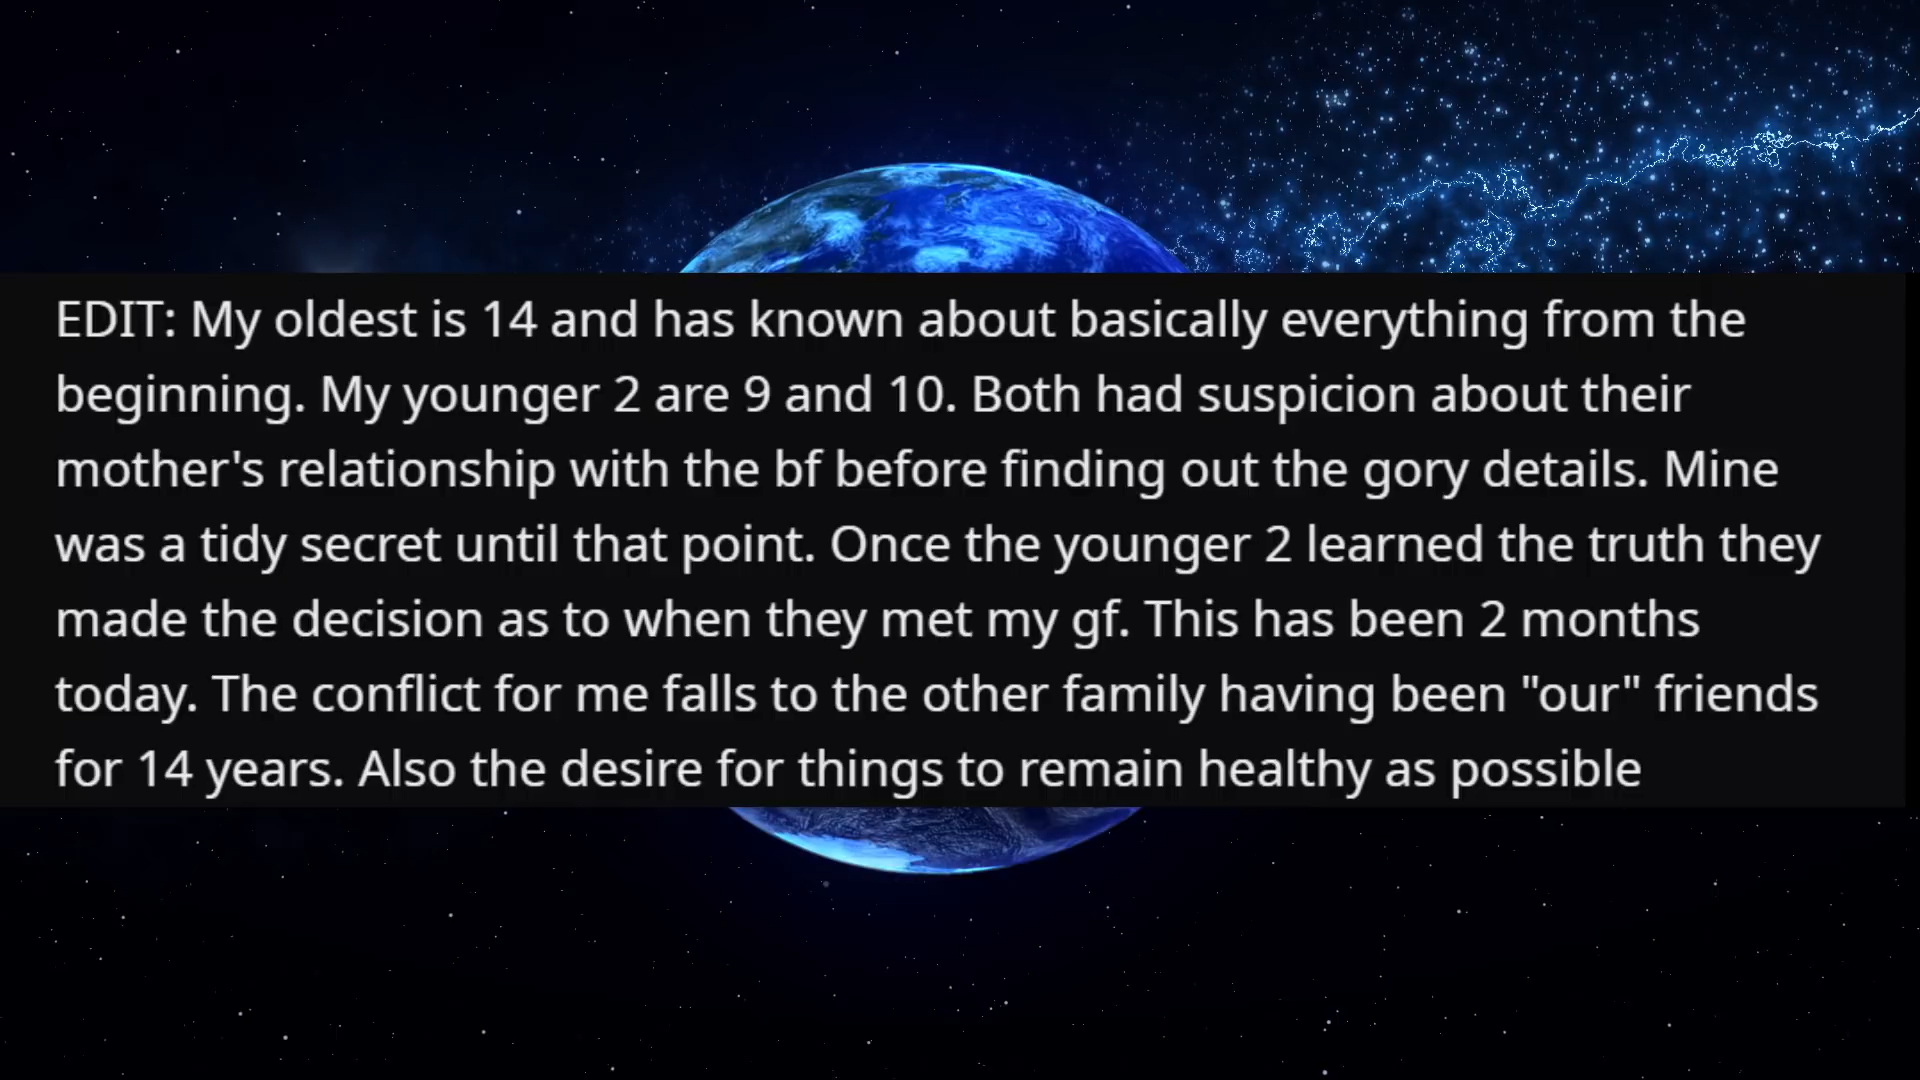 EDIT: My oldest is 14 and has known about basically everything from the
beginning. My younger 2 are 9 and 10. Both had suspicion about their
mother's relationship with the bf before finding out the gory details. Mine
was a tidy secret until that point. Once the younger 2 learned the truth they
made the decision as to when they met my gf. This has been 2 months
today. The conflict for me falls to the other family having been "our" friends
for 14 years. Also the desire for things to remain healthy as possible